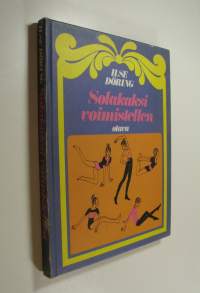 ILSE
DÖRING
Solakaksi
voimistellen
otava